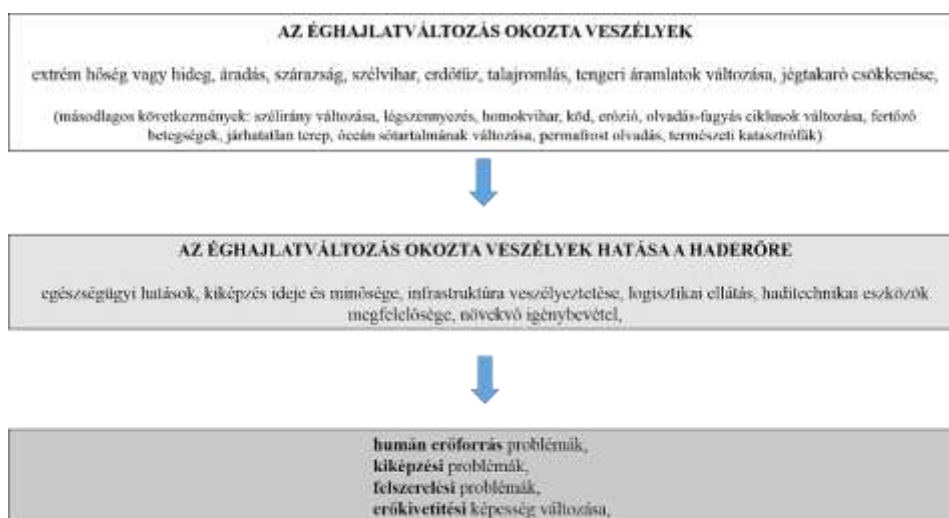 AZ ÉGHAJLATVÁLTOZÁS OKOZTA VESZÉLYEK
extrém hőség vagy hideg, áradás, szárazság, szélvihar, erdőtűz, talajromlás, tengeri áramlatok változása, jégtakaró csökkenése,
(másodlagos következmények: szélirány változása, légszennyezés, homokvihar, köd, erózió, olvadás-fagyás ciklusok változása, fertőző
betegségek, járhatatlan terep, óceán sótartalmának változása, permafrost olvadás, természeti katasztrófák)
AZ ÉGHAJLATVÁLTOZÁS OKOZTA VESZÉLYEK HATÁSA A HADERŐRE
egészségügyi hatások, kiképzés ideje és minősége, infrastruktúra veszélyeztetése, logisztikai ellátás, haditechnikai eszközök
megfelelősége, növekvő igénybevétel,
humán erőforrás problémák,
kiképzési problémák,
felszerelési problémák,
erőkivetítési képesség változása,